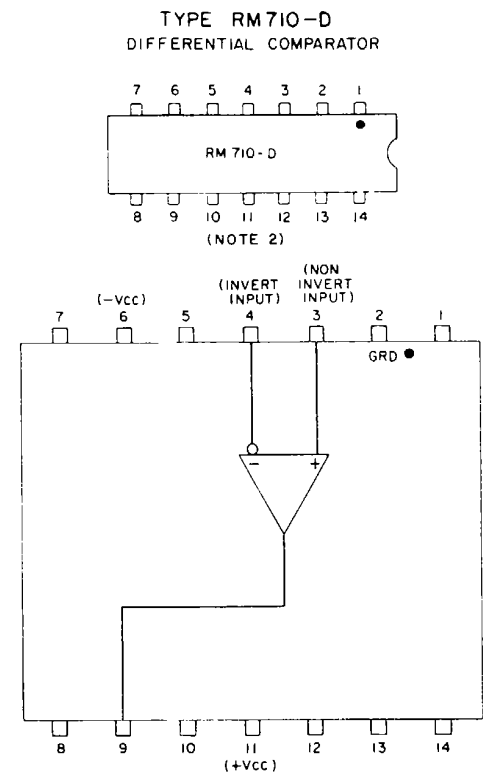 TYPE RM710-D
DIFFERENTIAL COMPARATOR
7 6 5 4 3 2 1
RM 710-D
8 9 10 11 12 13 14
(NOTE 2)
(-VCC)
(INVERT
INPUT)
(NON
INVERT
INPUT)
7 6 5 4 3 2 1
GRD
- +
8 9 10 11 12 13 14
(+VCC)